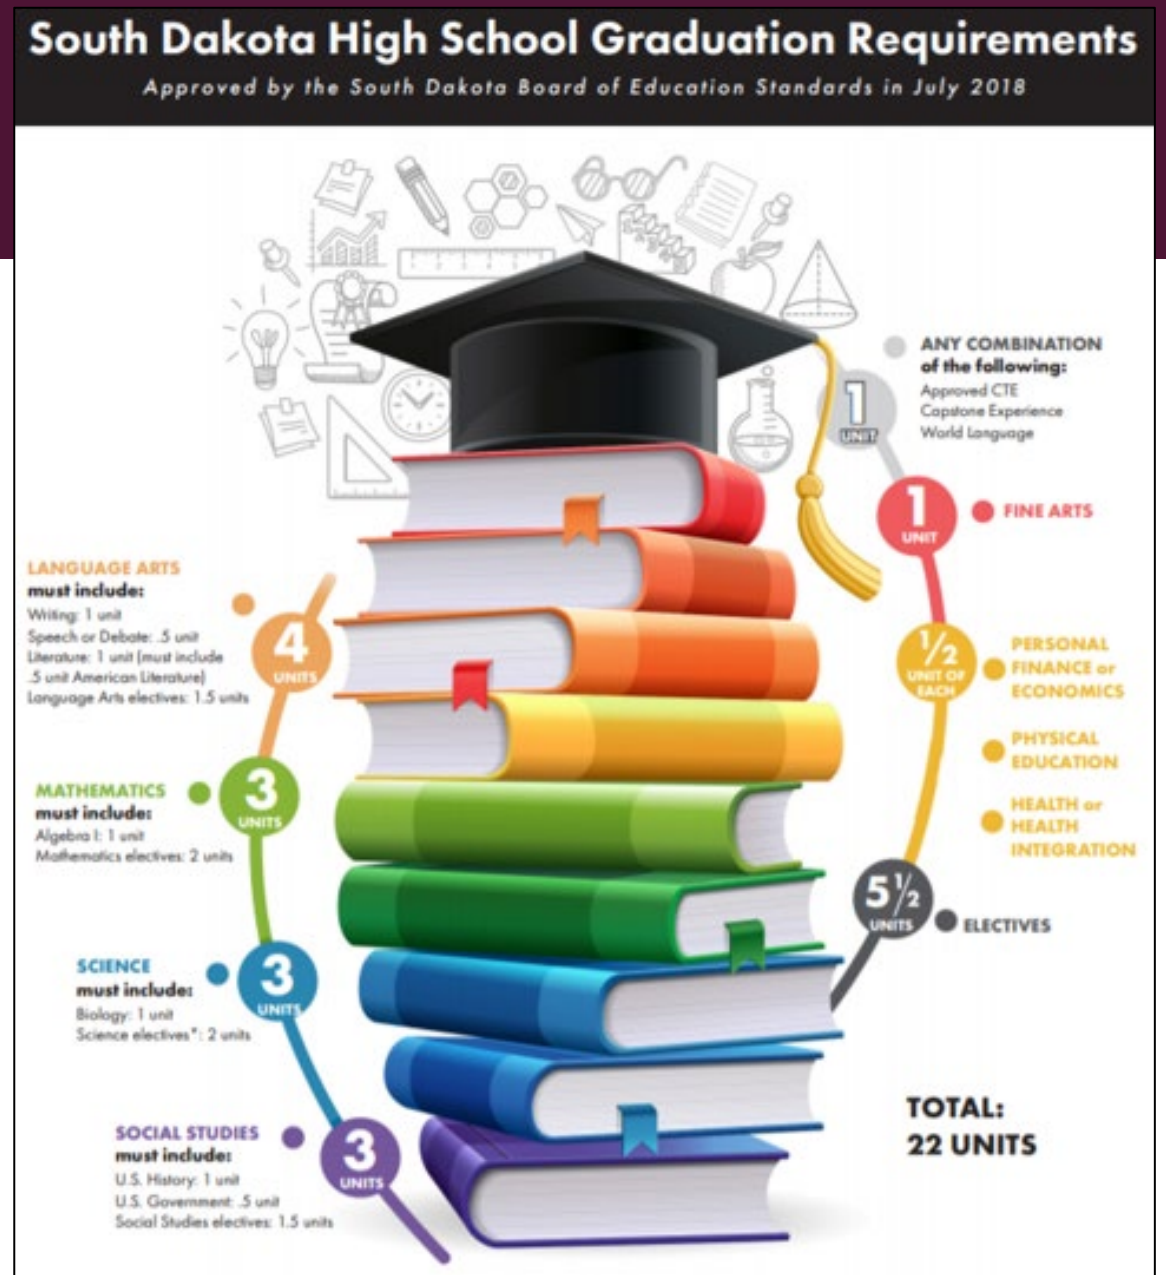 South Dakota High School Graduation Requirements
Approved by the South Dakota Board of Education Standards in July 2018
ANY COMBINATION
of the following:
Approved CTE
Capstone Experience
World Language
1
UNIT
1
UNIT
FINE ARTS
LANGUAGE ARTS
must include:
Writing: 1 unit
Speech or Debate: .5 unit
Literature: 1 unit (must include
.5 unit American Literature)
Language Arts electives: 1.5 units
4
UNITS
1/2
UNIT OF
EACH
PERSONAL
FINANCE or
ECONOMICS
PHYSICAL
EDUCATION
HEALTH or
HEALTH
INTEGRATION
MATHEMATICS
must include:
Algebra I: 1 unit
Mathematics electives: 2 units
3
UNITS
5 1/2
UNITS
ELECTIVES
SCIENCE
must include:
Biology: 1 unit
Science electives*: 2 units
3
UNITS
SOCIAL STUDIES
must include:
U.S. History: 1 unit
U.S. Government: .5 unit
Social Studies electives: 1.5 units
3
UNITS
TOTAL:
22 UNITS